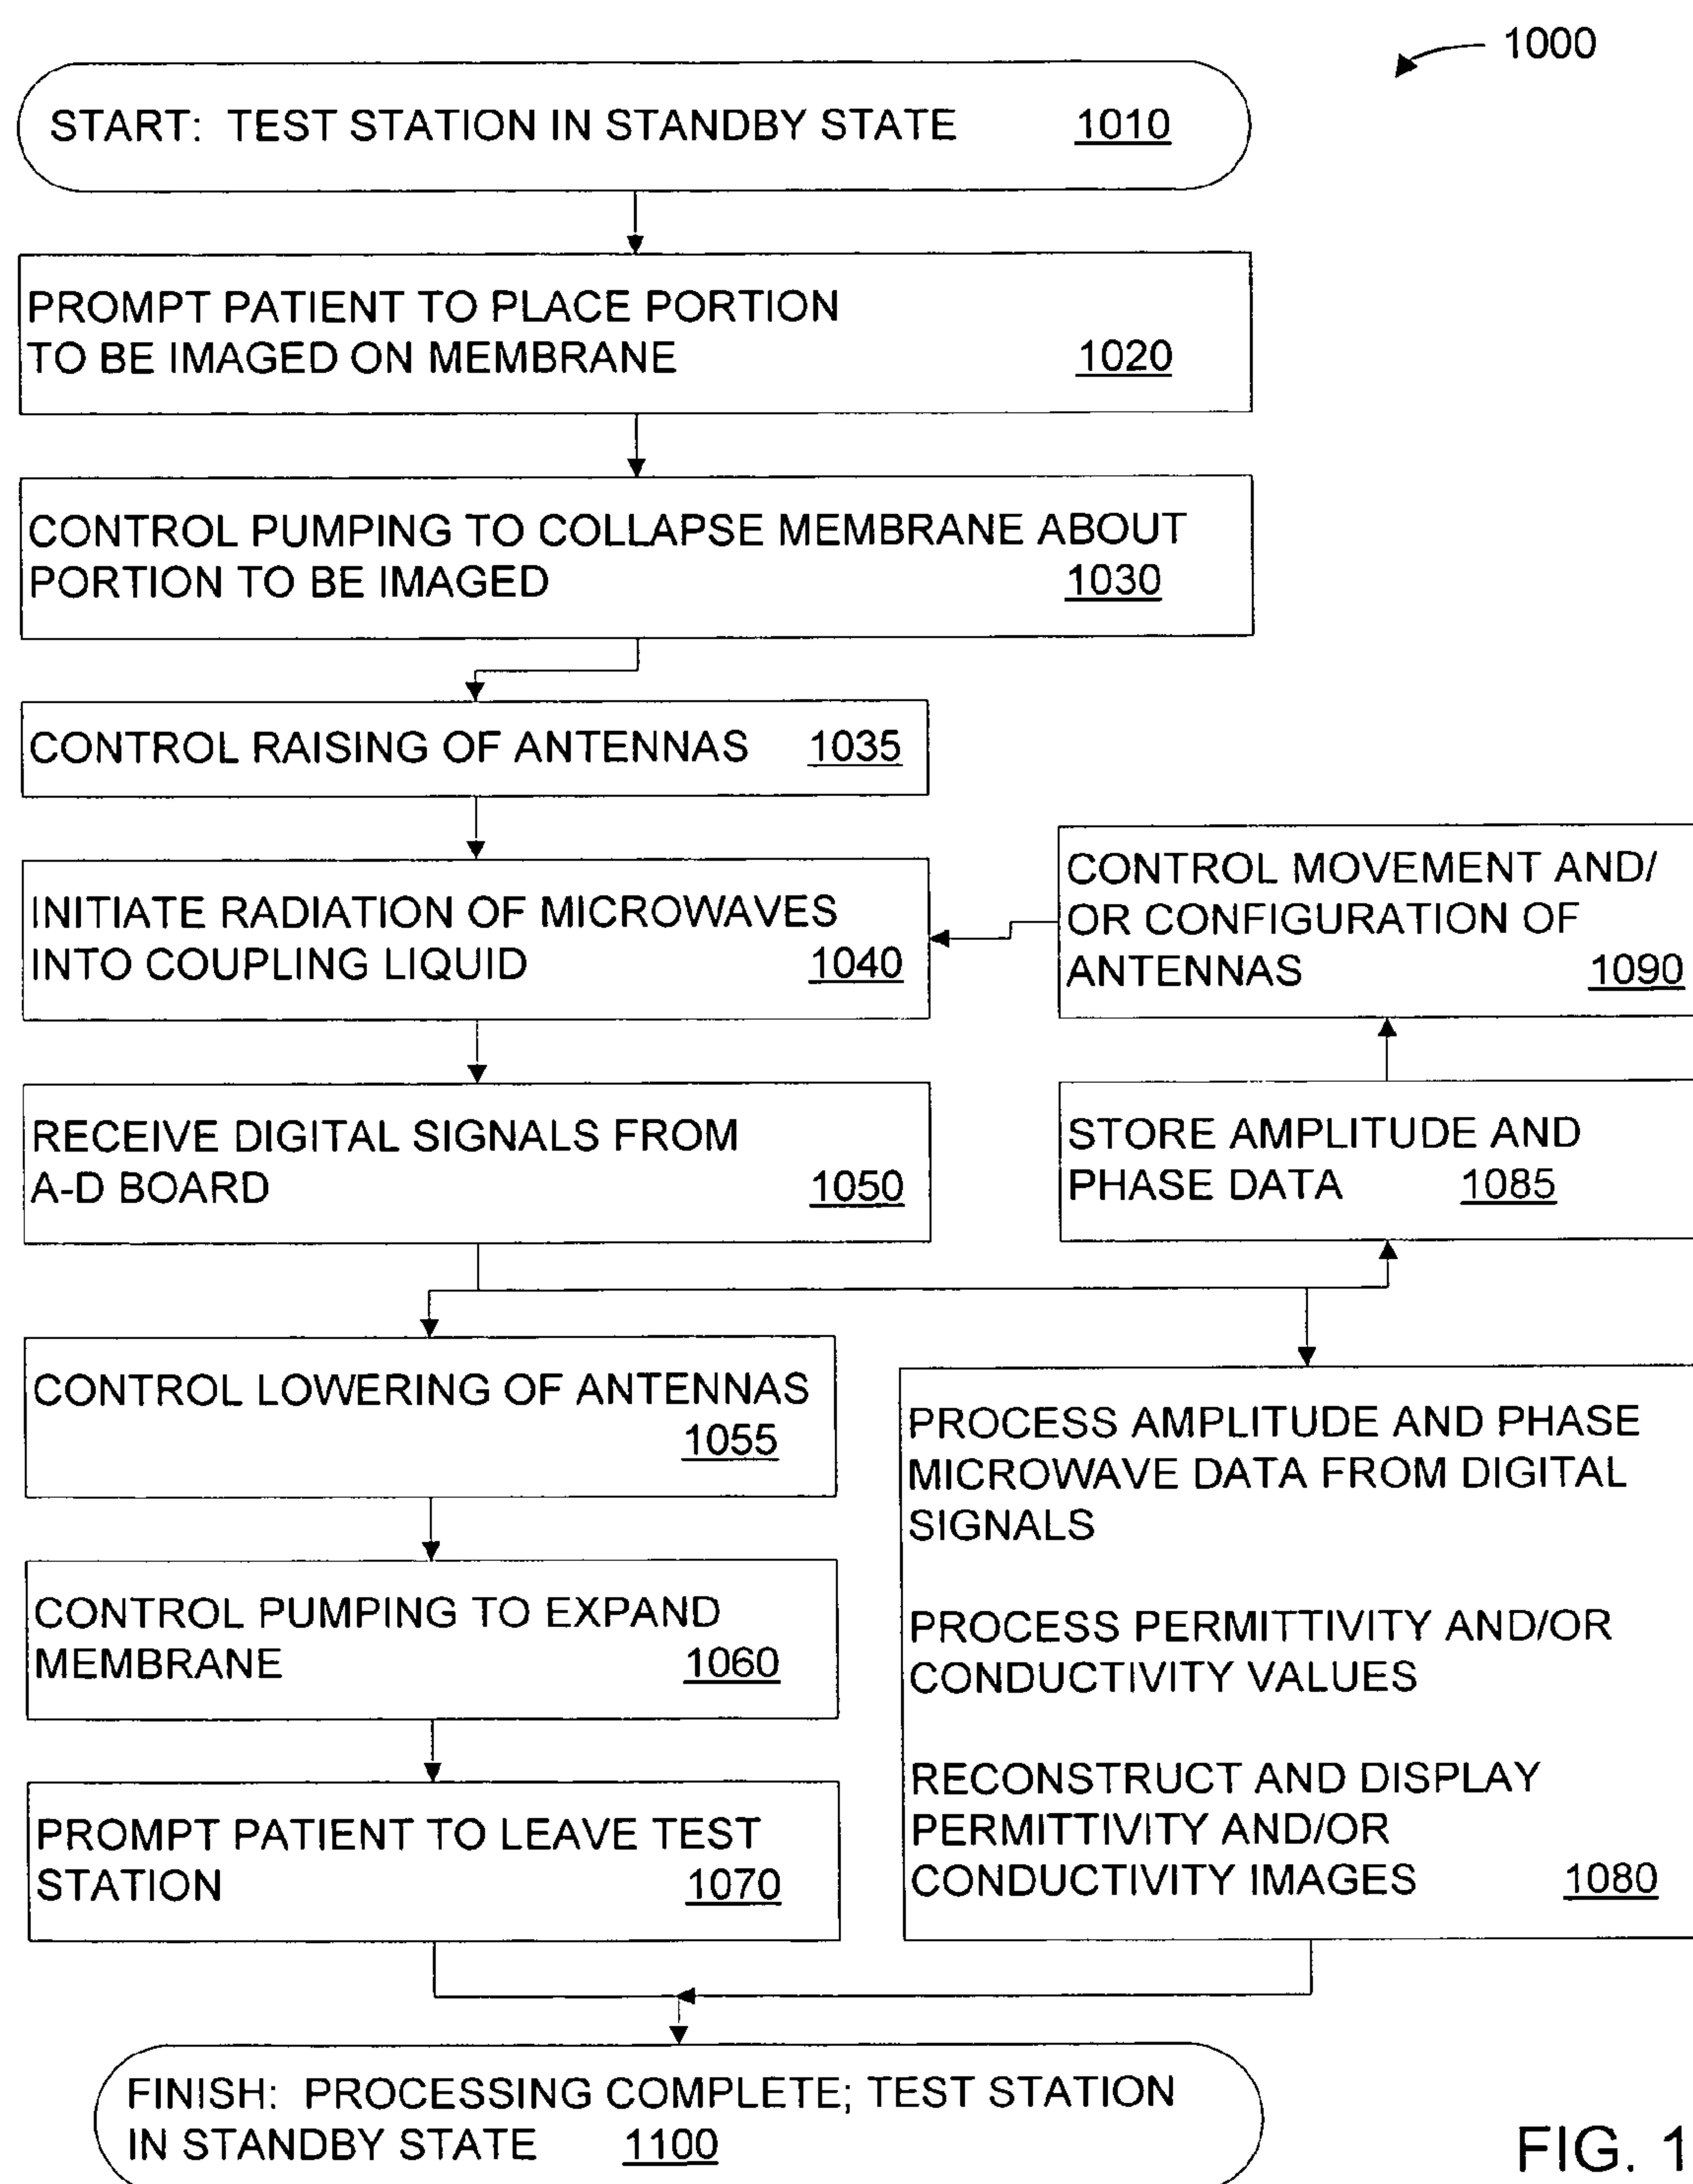 1000
START: TEST STATION IN STANDBY STATE 1010
PROMPT PATIENT TO PLACE PORTION
TO BE IMAGED ON MEMBRANE 1020
CONTROL PUMPING TO COLLAPSE MEMBRANE ABOUT
PORTION TO BE IMAGED 1030
CONTROL RAISING OF ANTENNAS 1035
INITIATE RADIATION OF MICROWAVES
INTO COUPLING LIQUID 1040
CONTROL MOVEMENT AND/
OR CONFIGURATION OF
ANTENNAS 1090
RECEIVE DIGITAL SIGNALS FROM
A-D BOARD 1050
STORE AMPLITUDE AND
PHASE DATA 1085
CONTROL LOWERING OF ANTENNAS
1055
CONTROL PUMPING TO EXPAND
MEMBRANE 1060
PROMPT PATIENT TO LEAVE TEST
STATION 1070
PROCESS AMPLITUDE AND PHASE
MICROWAVE DATA FROM DIGITAL
SIGNALS
PROCESS PERMITTIVITY AND/OR
CONDUCTIVITY VALUES
RECONSTRUCT AND DISPLAY
PERMITTIVITY AND/OR
CONDUCTIVITY IMAGES 1080
FINISH: PROCESSING COMPLETE; TEST STATION
IN STANDBY STATE 1100
FIG. 1